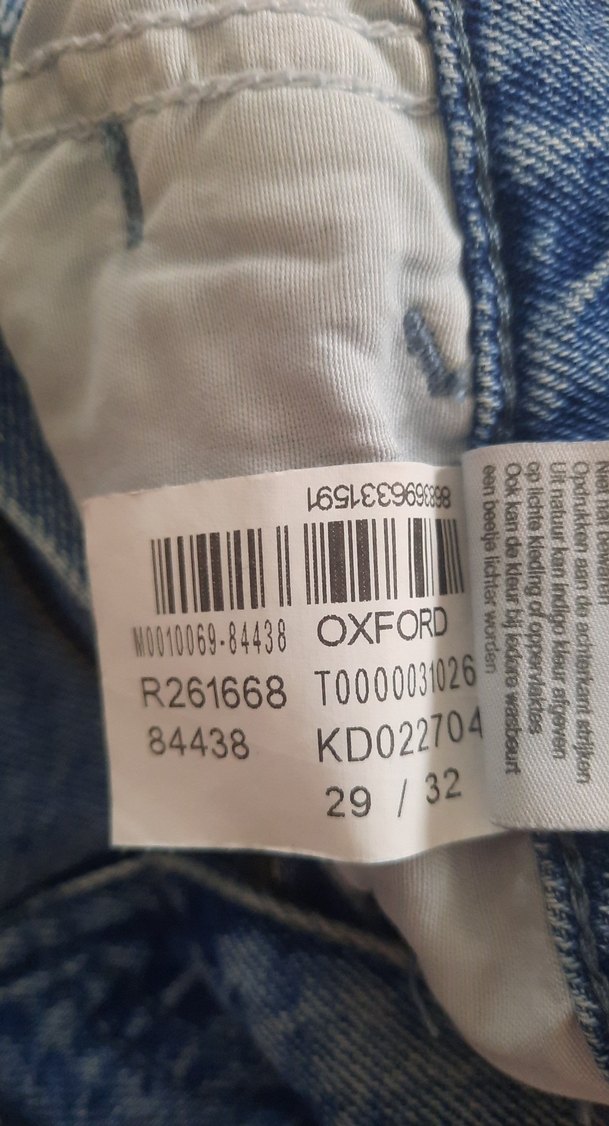 8683696331591
M0010069-84438
OXFORD
R261668
T0000031026
84438
KD022704
29 / 32
Opdrukken aan de achterkant strijken
Uit natuur kan indigo kleur afgeven
op lichte kleding of oppervlaktes
Ook kan de kleur bij iedere wasbeurt
een beetje lichter worden